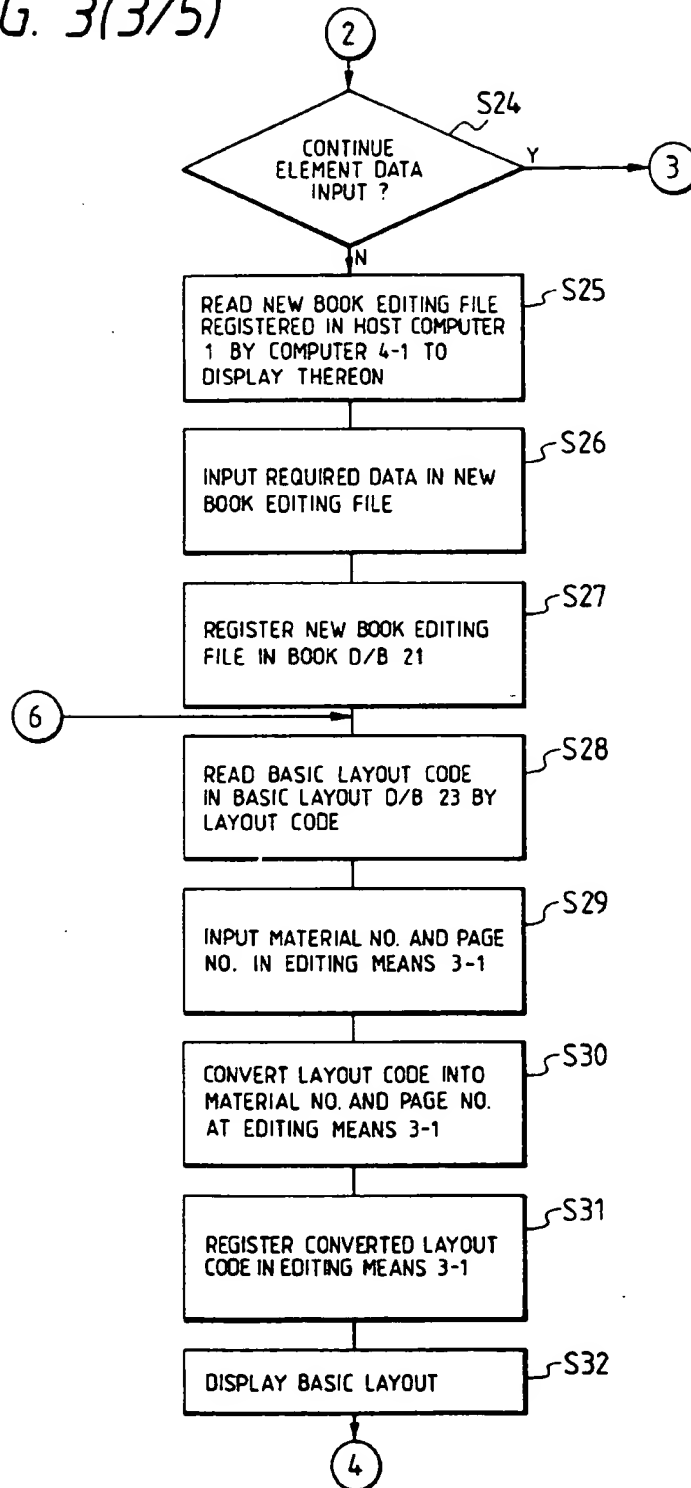 G. 3(3/5)
2
S24
CONTINUE
ELEMENT DATA
INPUT ?
Y
3
N
S25
READ NEW BOOK EDITING FILE
REGISTERED IN HOST COMPUTER
1 BY COMPUTER 4-1 TO
DISPLAY THEREON
S26
INPUT REQUIRED DATA IN NEW
BOOK EDITING FILE
S27
REGISTER NEW BOOK EDITING
FILE IN BOOK D/B 21
6
S28
READ BASIC LAYOUT CODE
IN BASIC LAYOUT D/B 23 BY
LAYOUT CODE
S29
INPUT MATERIAL NO. AND PAGE
NO. IN EDITING MEANS 3-1
S30
CONVERT LAYOUT CODE INTO
MATERIAL NO. AND PAGE NO.
AT EDITING MEANS 3-1
S31
REGISTER CONVERTED LAYOUT
CODE IN EDITING MEANS 3-1
S32
DISPLAY BASIC LAYOUT
4